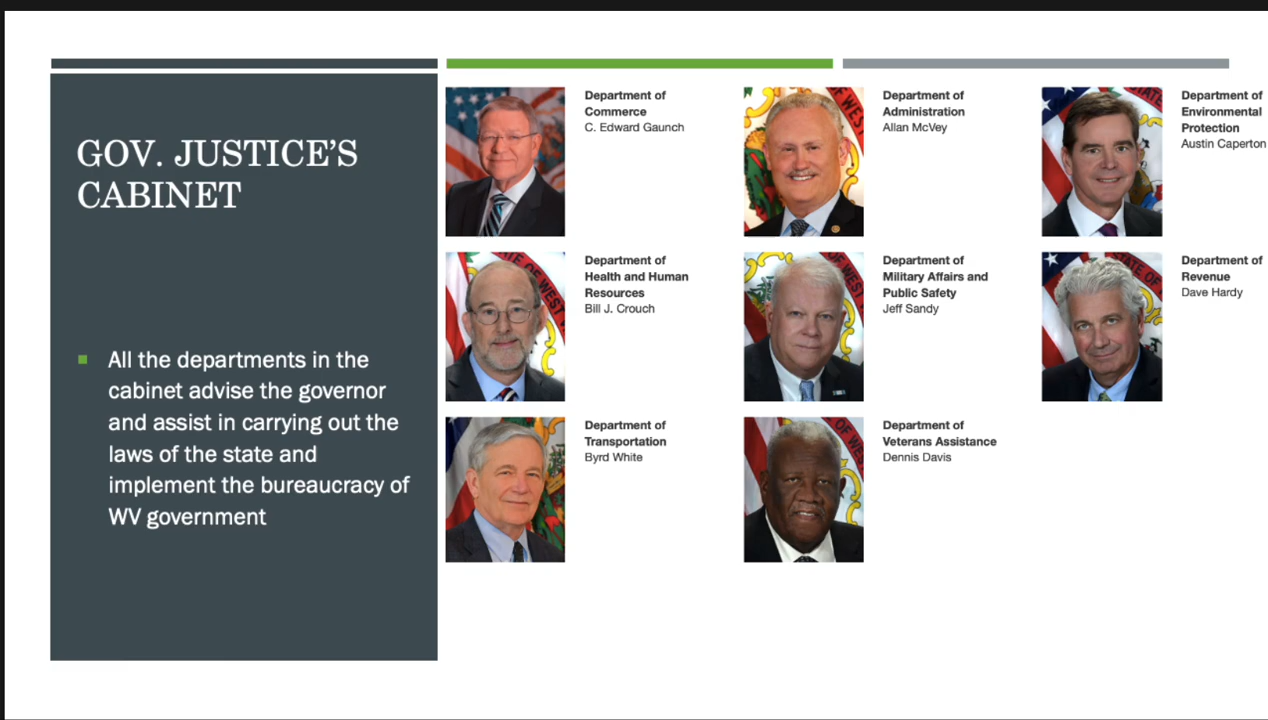 GOV. JUSTICE'S
CABINET
All the departments in the
cabinet advise the governor
and assist in carrying out the
laws of the state and
implement the bureaucracy of
WV government
Department of
Commerce
C. Edward Gaunch
Department of
Administration
Allan McVey
Department of
Environmental
Protection
Austin Caperton
Department of
Health and Human
Resources
Bill J. Crouch
Department of
Military Affairs and
Public Safety
Jeff Sandy
Department of
Revenue
Dave Hardy
Department of
Transportation
Byrd White
Department of
Veterans Assistance
Dennis Davis